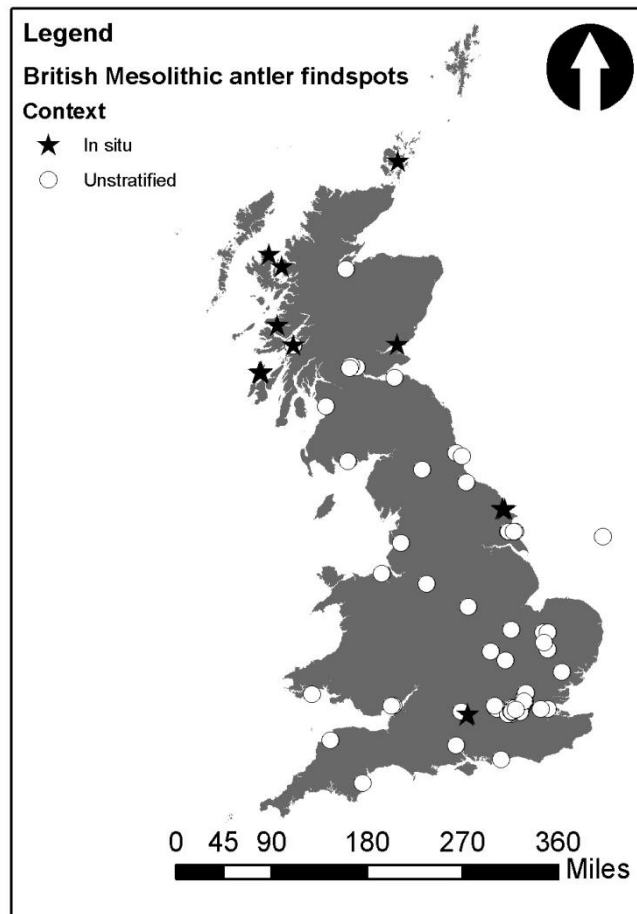 Legend
British Mesolithic antler findspots
Context
In situ
Unstratified
0 45 90 180 270 360
Miles